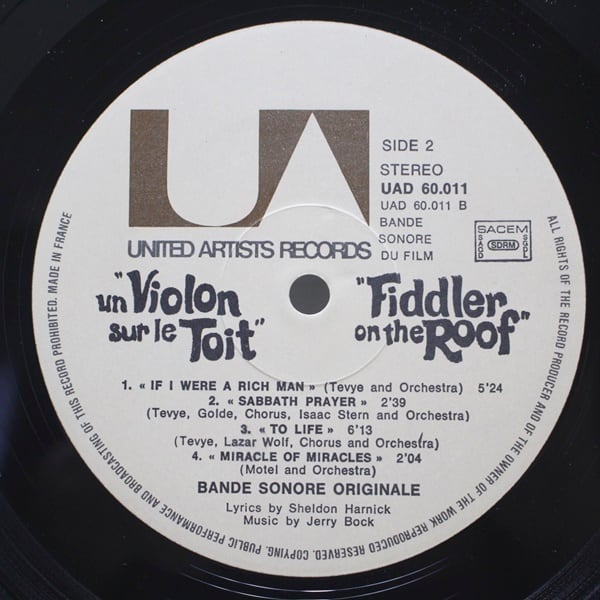 UA
SIDE 2
STEREO
UAD 60.011
UAD 60.011 B
BANDE
SONORE
DU FILM
SACEM
SACD
SDRM
SGDL
UNITED ARTISTS RECORDS
un "Violon
sur le Toit"
"Fiddler
on the Roof"
1. « IF I WERE A RICH MAN » (Tevye and Orchestra) 5'24
2. « SABBATH PRAYER » 2'39
(Tevye, Golde, Chorus, Isaac Stern and Orchestra)
3. « TO LIFE » 6'13
(Tevye, Lazar Wolf, Chorus and Orchestra)
4. « MIRACLE OF MIRACLES » 2'04
(Motel and Orchestra)
BANDE SONORE ORIGINALE
Lyrics by Sheldon Harnick
Music by Jerry Bock
ALL RIGHTS OF THE RECORD PRODUCER AND OF THE OWNER OF THE WORK REPRODUCED RESERVED. COPYING, PUBLIC PERFORMANCE AND BROADCASTING OF THIS RECORD PROHIBITED. MADE IN FRANCE